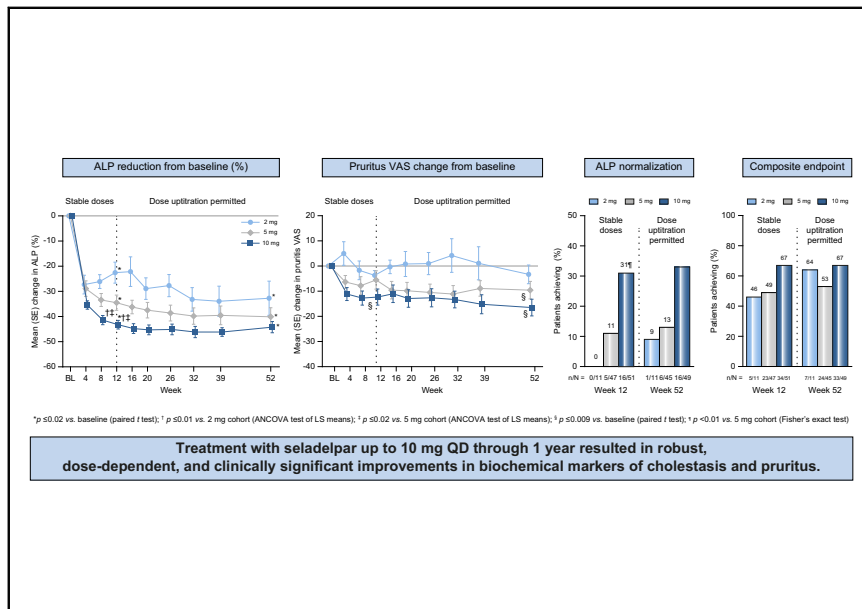 ALP reduction from baseline (%)
Stable doses Dose uptitration permitted
2 mg
5 mg
10 mg
Mean (SE) change in ALP (%)
0
-10
-20
-30
-40
-50
-60
* * *†‡ †‡ * * *
BL 4 8 12 16 20 26 32 39 52
Week
Pruritus VAS change from baseline
Stable doses Dose uptitration permitted
Mean (SE) change in pruritis VAS
20
10
0
-10
-20
-30
-40
§ § §
BL 4 8 12 16 20 26 32 39 52
Week
ALP normalization
2 mg 5 mg 10 mg
Stable doses
Dose uptitration permitted
Patients achieving (%)
50
40
30
20
10
0
0 11 31¶ 9 13 33
n/N= 0/11 5/47 16/51 1/11 6/45 16/49
Week 12 Week 52
Composite endpoint
2 mg 5 mg 10 mg
Stable doses
Dose uptitration permitted
Patients achieving (%)
100
80
60
40
20
0
46 49 67 64 53 67
n/N= 5/11 23/47 34/51 7/11 24/45 33/49
Week 12 Week 52
*p ≤0.02 vs. baseline (paired t test); † p ≤0.01 vs. 2 mg cohort (ANCOVA test of LS means); ‡ p ≤0.02 vs. 5 mg cohort (ANCOVA test of LS means); § p ≤0.009 vs. baseline (paired t test); ¶ p <0.01 vs. 5 mg cohort (Fisher's exact test)
Treatment with seladelpar up to 10 mg QD through 1 year resulted in robust,
dose-dependent, and clinically significant improvements in biochemical markers of cholestasis and pruritus.